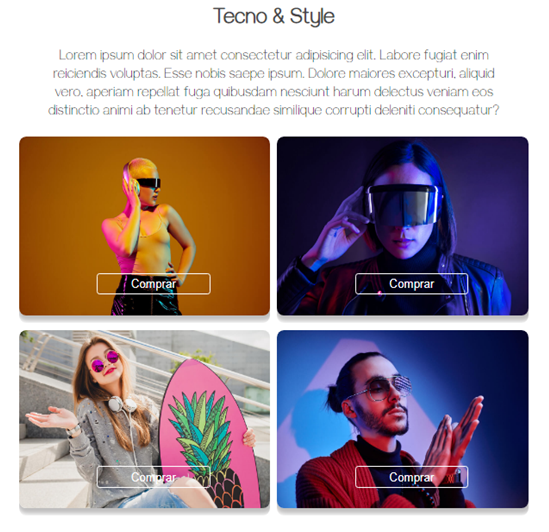 Tecno & Style
Lorem ipsum dolor sit amet consectetur adipisicing elit. Labore fugiat enim
reiciendis voluptas. Esse nobis saepe ipsum. Dolore maiores excepturi, aliquid
vero, aperiam repellat fuga quibusdam nesciunt harum delectus veniam eos
distinctio animi ab tenetur recusandae similique corrupti deleniti consequatur?
Comprar
Comprar
Comprar
Comprar